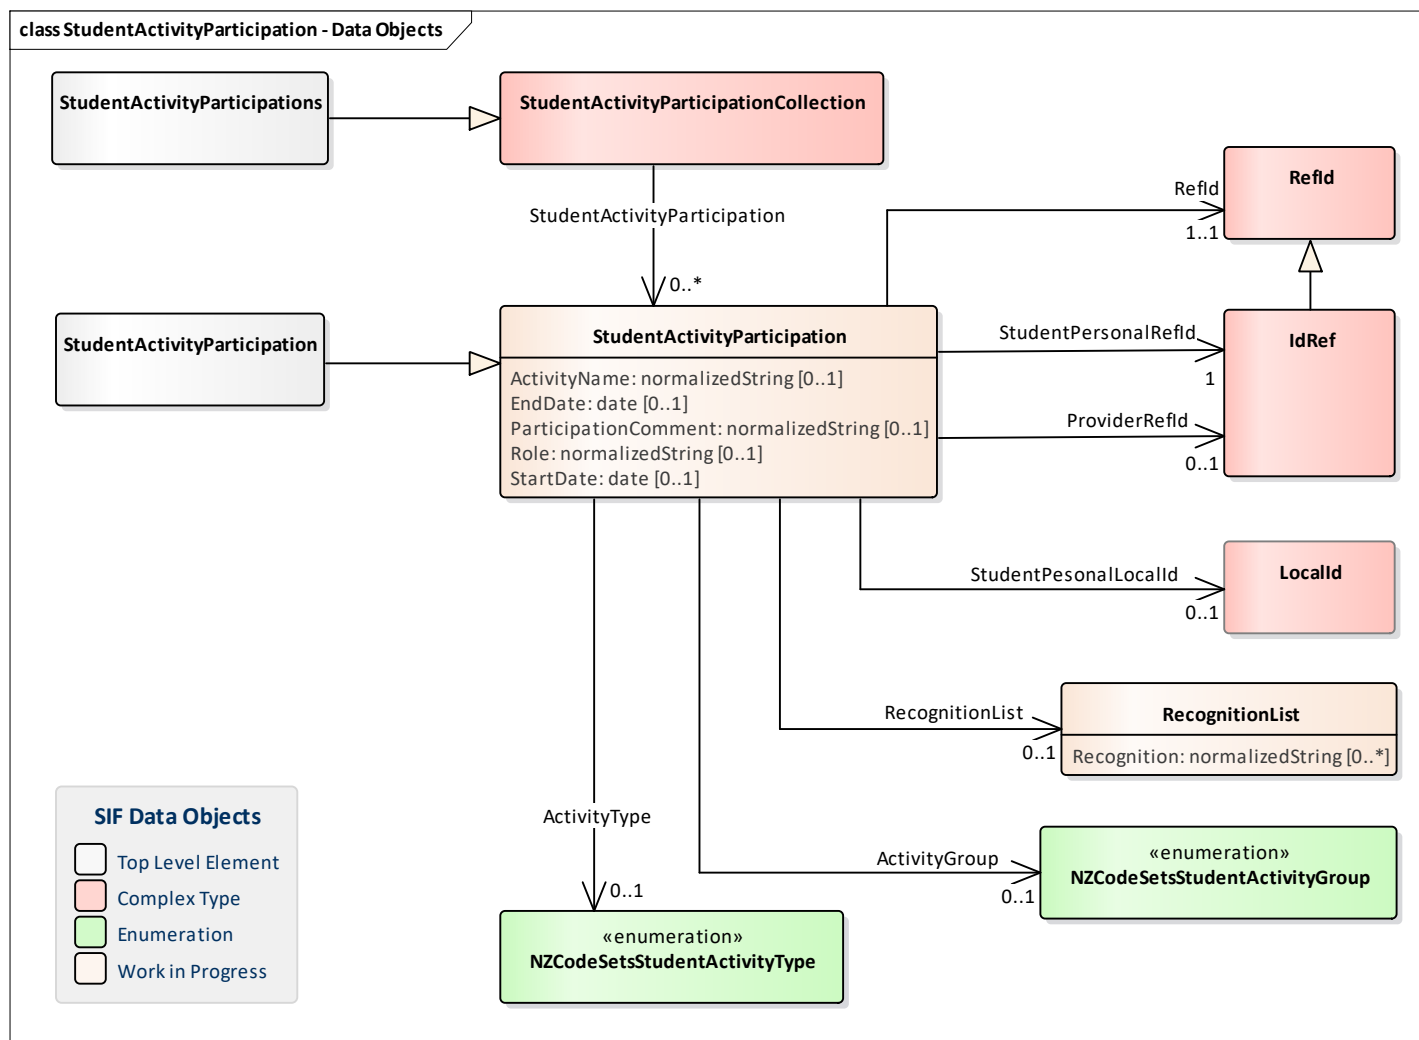 class StudentActivityParticipation - Data Objects
StudentActivityParticipations
StudentActivityParticipationCollection
RefId
RefId
1..1
StudentActivityParticipation
0..*
StudentActivityParticipation
StudentActivityParticipation
ActivityName: normalizedString [0..1]
EndDate: date [0..1]
ParticipationComment: normalizedString [0..1]
Role: normalizedString [0..1]
StartDate: date [0..1]
StudentPersonalRefId
1
IdRef
ProviderRefId
0..1
StudentPesonalLocalId
0..1
LocalId
RecognitionList
0..1
RecognitionList
Recognition: normalizedString [0..*]
ActivityType
0..1
ActivityGroup
0..1
«enumeration»
NZCodeSetsStudentActivityGroup
«enumeration»
NZCodeSetsStudentActivityType
SIF Data Objects
Top Level Element
Complex Type
Enumeration
Work in Progress